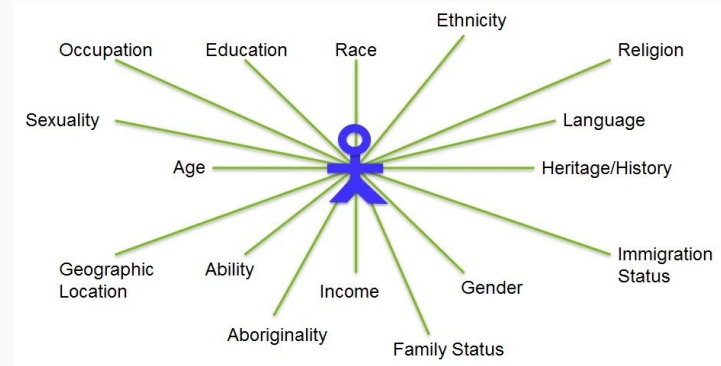 Ethnicity
Occupation
Education
Race
Religion
Sexuality
Language
Age
Heritage/History
Geographic
Location
Ability
Income
Gender
Immigration
Status
Aboriginality
Family Status